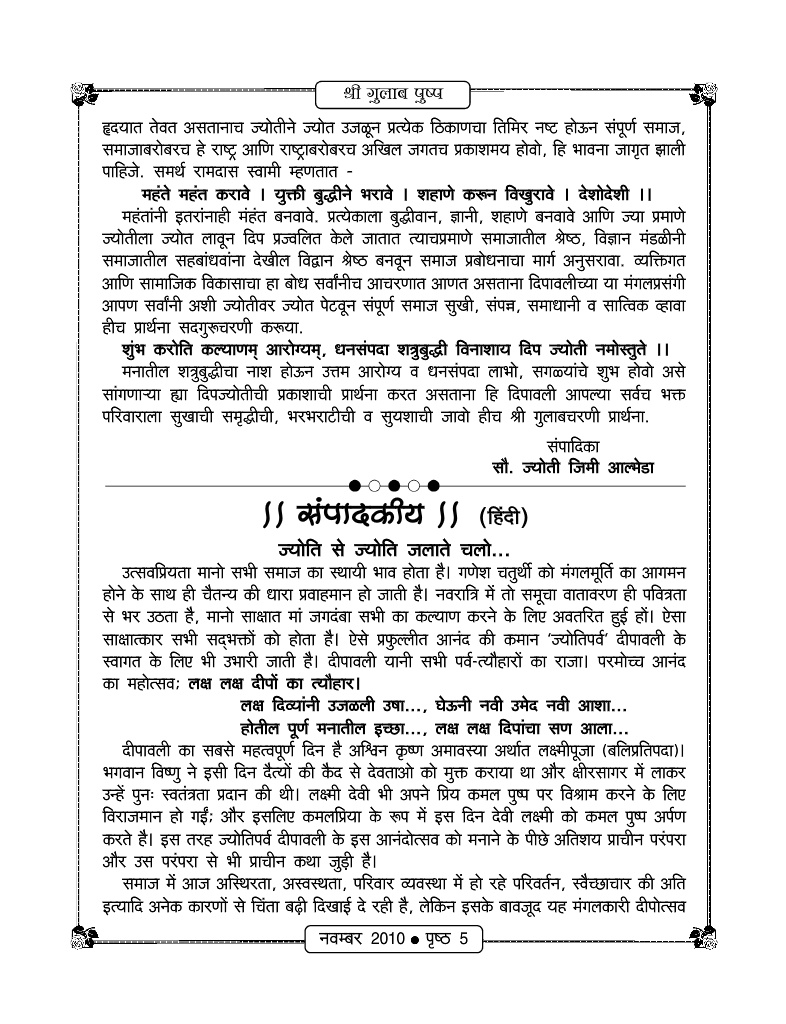 श्री गुलाब पुष्प
हृदयात तेवत असतानाच ज्योतीने ज्योत उजळून प्रत्येक ठिकाणचा तिमिर नष्ट होऊन संपूर्ण समाज,
समाजाबरोबरच हे राष्ट्र आणि राष्ट्राबरोबरच अखिल जगतच प्रकाशमय होवो, हि भावना जागृत झाली
पाहिजे. समर्थ रामदास स्वामी म्हणतात -
महंते महंत करावे । युक्ती बुद्धीने भरावे । शहाणे करून विखुरावे । देशोदेशी ।।
महंतांनी इतरांनाही मंहंत बनवावे. प्रत्येकाला बुद्धीवान, ज्ञानी, शहाणे बनवावे आणि ज्या प्रमाणे
ज्योतीला ज्योत लावून दिप प्रज्वलित केले जातात त्याचप्रमाणे समाजातील श्रेष्ठ, विज्ञान मंडळीनी
समाजातील सहबांधवांना देखील विद्वान श्रेष्ठ बनवून समाज प्रबोधनाचा मार्ग अनुसरावा. व्यक्तिगत
आणि सामाजिक विकासाचा हा बोध सर्वांनीच आचरणात आणत असताना दिपावलीच्या या मंगलप्रसंगी
आपण सर्वांनी अशी ज्योतीवर ज्योत पेटवून संपूर्ण समाज सुखी, संपन्न, समाधानी व सात्विक व्हावा
हीच प्रार्थना सदगुरूचरणी करूया.
शुंभ करोति कल्याणम् आरोग्यम्, धनसंपदा शत्रुबुद्धी विनाशाय दिप ज्योती नमोस्तुते ।।
मनातील शत्रुबुद्धीचा नाश होऊन उत्तम आरोग्य व धनसंपदा लाभो, सगळ्यांचे शुभ होवो असे
सांगणाऱ्या ह्या दिपज्योतीची प्रकाशाची प्रार्थना करत असताना हि दिपावली आपल्या सर्वच भक्त
परिवाराला सुखाची समृद्धीची, भरभराटीची व सुयशाची जावो हीच श्री गुलाबचरणी प्रार्थना.
संपादिका
सौ. ज्योती जिमी आल्मेडा
।। संपादकीय ।। (हिंदी)
ज्योति से ज्योति जलाते चलो...
उत्सवप्रियता मानो सभी समाज का स्थायी भाव होता है। गणेश चतुर्थी को मंगलमूर्ति का आगमन
होने के साथ ही चैतन्य की धारा प्रवाहमान हो जाती है। नवरात्रि में तो समूचा वातावरण ही पवित्रता
से भर उठता है, मानो साक्षात मां जगदंबा सभी का कल्याण करने के लिए अवतरित हुई हों। ऐसा
साक्षात्कार सभी सद्‌भक्तों को होता है। ऐसे प्रफुल्लीत आनंद की कमान ‘ज्योतिपर्व’ दीपावली के
स्वागत के लिए भी उभारी जाती है। दीपावली यानी सभी पर्व-त्यौहारों का राजा। परमोच्च आनंद
का महोत्सव; लक्ष लक्ष दीपों का त्यौहार।
लक्ष दिव्यांनी उजळली उषा..., घेऊनी नवी उमेद नवी आशा...
होतील पूर्ण मनातील इच्छा..., लक्ष लक्ष दिपांचा सण आला...
दीपावली का सबसे महत्वपूर्ण दिन है अश्विन कृष्ण अमावस्या अर्थात लक्ष्मीपूजा (बलिप्रतिपदा)।
भगवान विष्णु ने इसी दिन दैत्यों की कैद से देवताओ को मुक्त कराया था और क्षीरसागर में लाकर
उन्हें पुनः स्वतंत्रता प्रदान की थी। लक्ष्मी देवी भी अपने प्रिय कमल पुष्प पर विश्राम करने के लिए
विराजमान हो गईं; और इसलिए कमलप्रिया के रूप में इस दिन देवी लक्ष्मी को कमल पुष्प अर्पण
करते है। इस तरह ज्योतिपर्व दीपावली के इस आनंदोत्सव को मनाने के पीछे अतिशय प्राचीन परंपरा
और उस परंपरा से भी प्राचीन कथा जुड़ी है।
समाज में आज अस्थिरता, अस्वस्थता, परिवार व्यवस्था में हो रहे परिवर्तन, स्वैच्छाचार की अति
इत्यादि अनेक कारणों से चिंता बढ़ी दिखाई दे रही है, लेकिन इसके बावजूद यह मंगलकारी दीपोत्सव
नवम्बर 2010 ● पृष्ठ 5